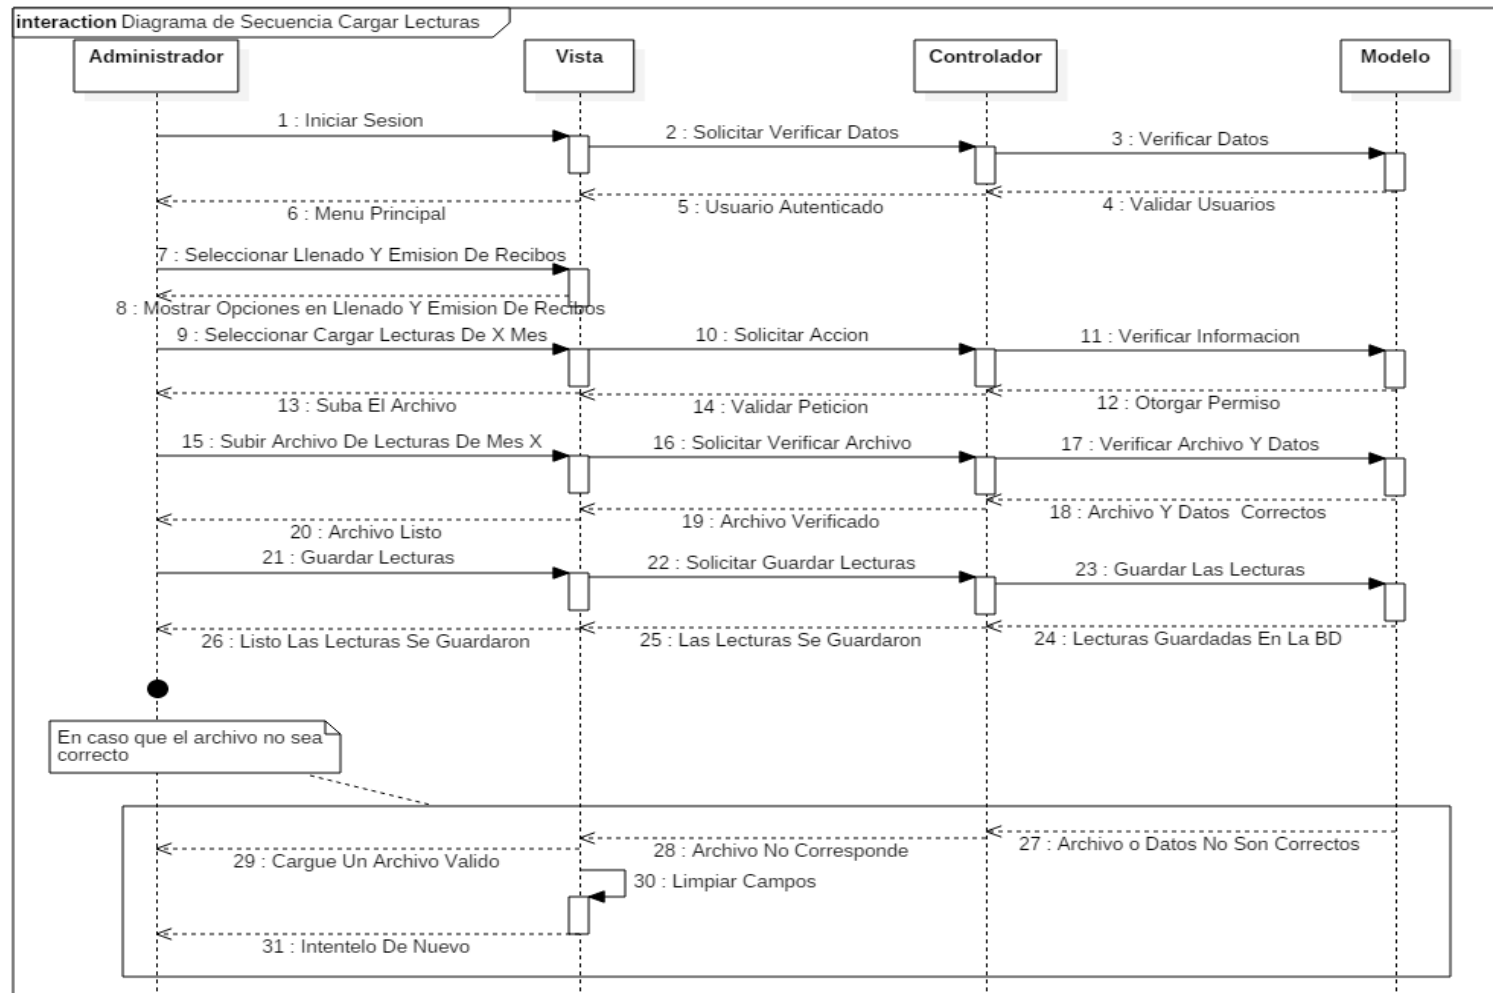 interaction Diagrama de Secuencia Cargar Lecturas
Administrador
Vista
Controlador
Modelo
1 : Iniciar Sesion
2 : Solicitar Verificar Datos
3 : Verificar Datos
4 : Validar Usuarios
5 : Usuario Autenticado
6 : Menu Principal
7 : Seleccionar Llenado Y Emision De Recibos
8 : Mostrar Opciones en Llenado Y Emision De Recibos
9 : Seleccionar Cargar Lecturas De X Mes
10 : Solicitar Accion
11 : Verificar Informacion
12 : Otorgar Permiso
13 : Suba El Archivo
14 : Validar Peticion
15 : Subir Archivo De Lecturas De Mes X
16 : Solicitar Verificar Archivo
17 : Verificar Archivo Y Datos
18 : Archivo Y Datos  Correctos
19 : Archivo Verificado
20 : Archivo Listo
21 : Guardar Lecturas
22 : Solicitar Guardar Lecturas
23 : Guardar Las Lecturas
24 : Lecturas Guardadas En La BD
25 : Las Lecturas Se Guardaron
26 : Listo Las Lecturas Se Guardaron
En caso que el archivo no sea
correcto
27 : Archivo o Datos No Son Correctos
28 : Archivo No Corresponde
29 : Cargue Un Archivo Valido
30 : Limpiar Campos
31 : Intentelo De Nuevo